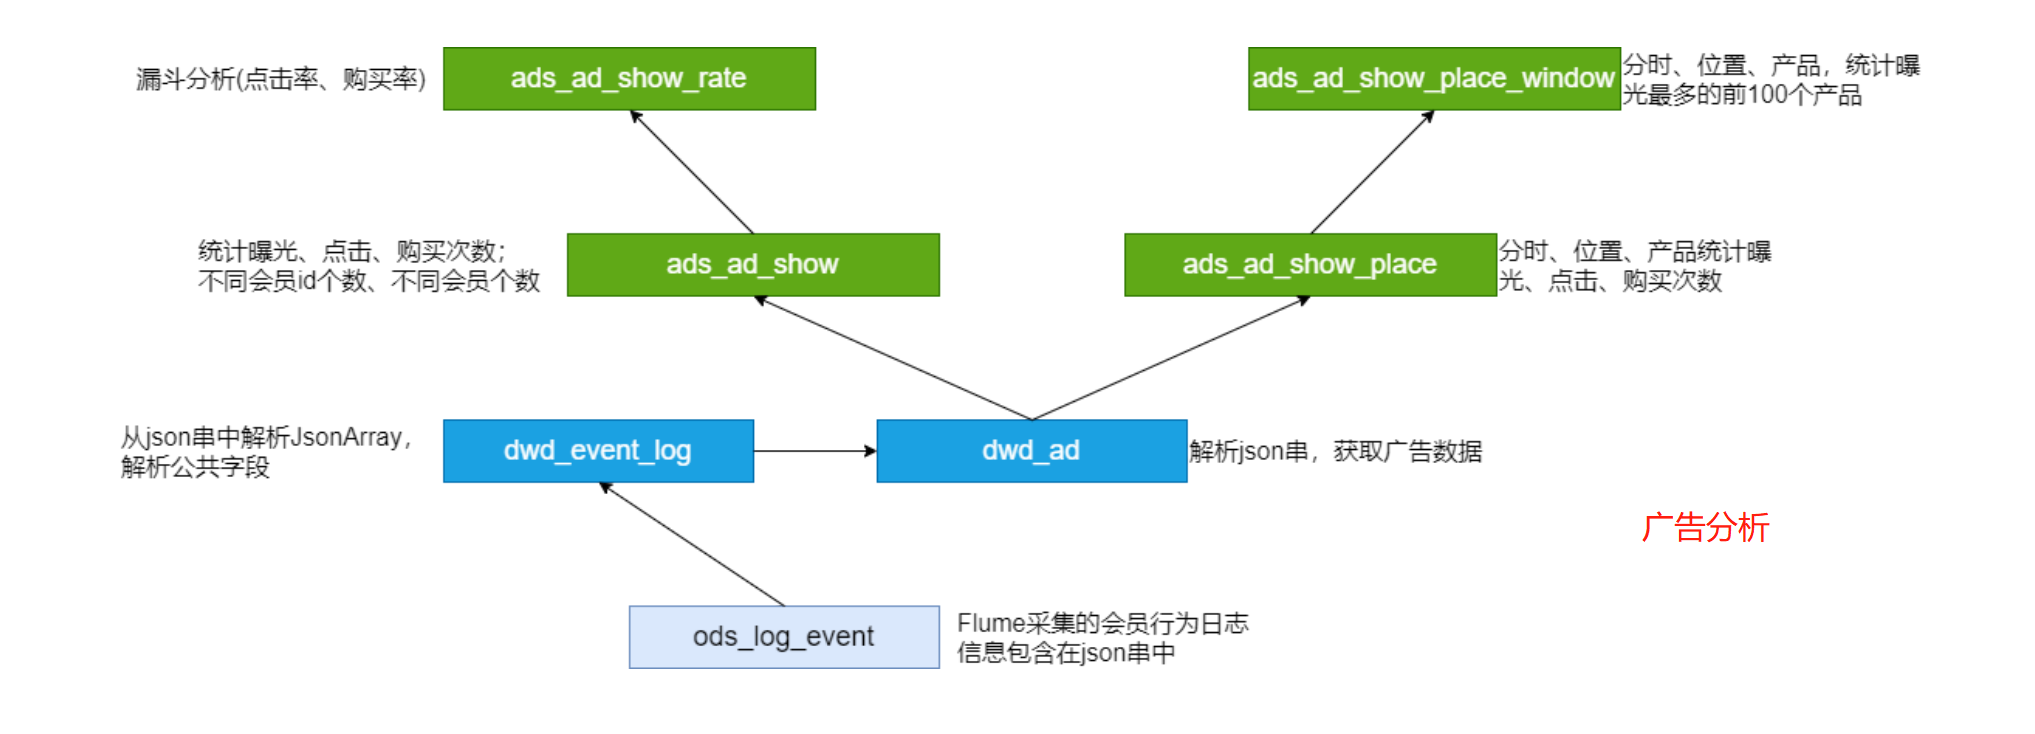 漏斗分析(点击率、购买率)
ads_ad_show_rate
ads_ad_show_place_window
分时、位置、产品，统计曝
光最多的前100个产品
统计曝光、点击、购买次数；
不同会员id个数、不同会员个数
ads_ad_show
ads_ad_show_place
分时、位置、产品统计曝
光、点击、购买次数
从json串中解析JsonArray，
解析公共字段
dwd_event_log
dwd_ad
解析json串，获取广告数据
广告分析
ods_log_event
Flume采集的会员行为日志
信息包含在json串中